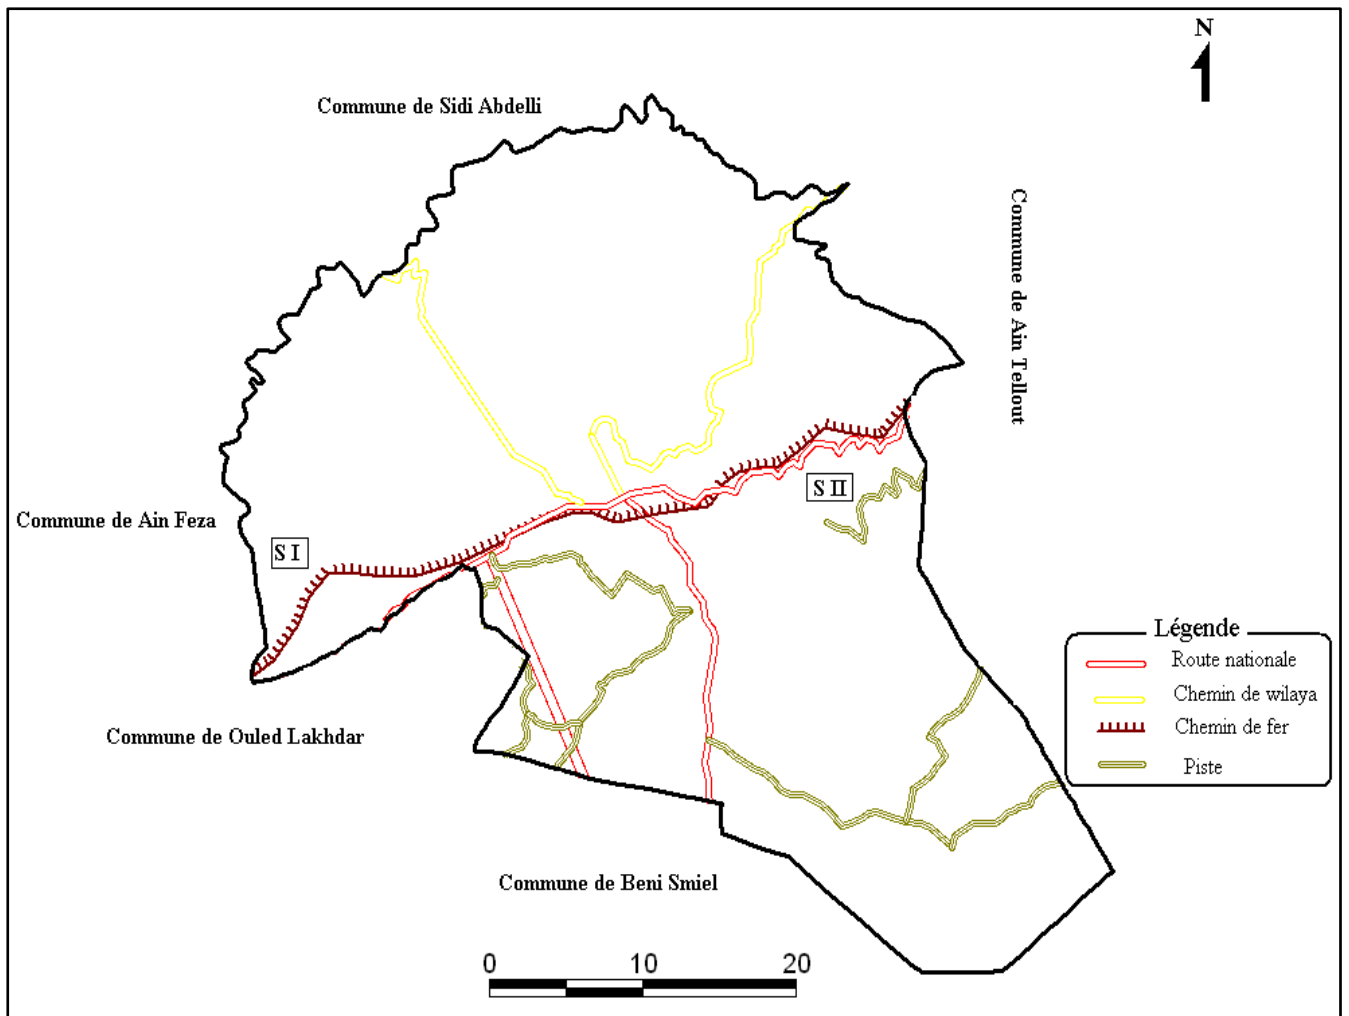 N
Commune de Sidi Abdelli
Commune de Ain Tellout
S II
Commune de Ain Feza
S I
Légende
Route nationale
Chemin de wilaya
Chemin de fer
Piste
Commune de Ouled Lakhdar
Commune de Beni Smiel
0 10 20